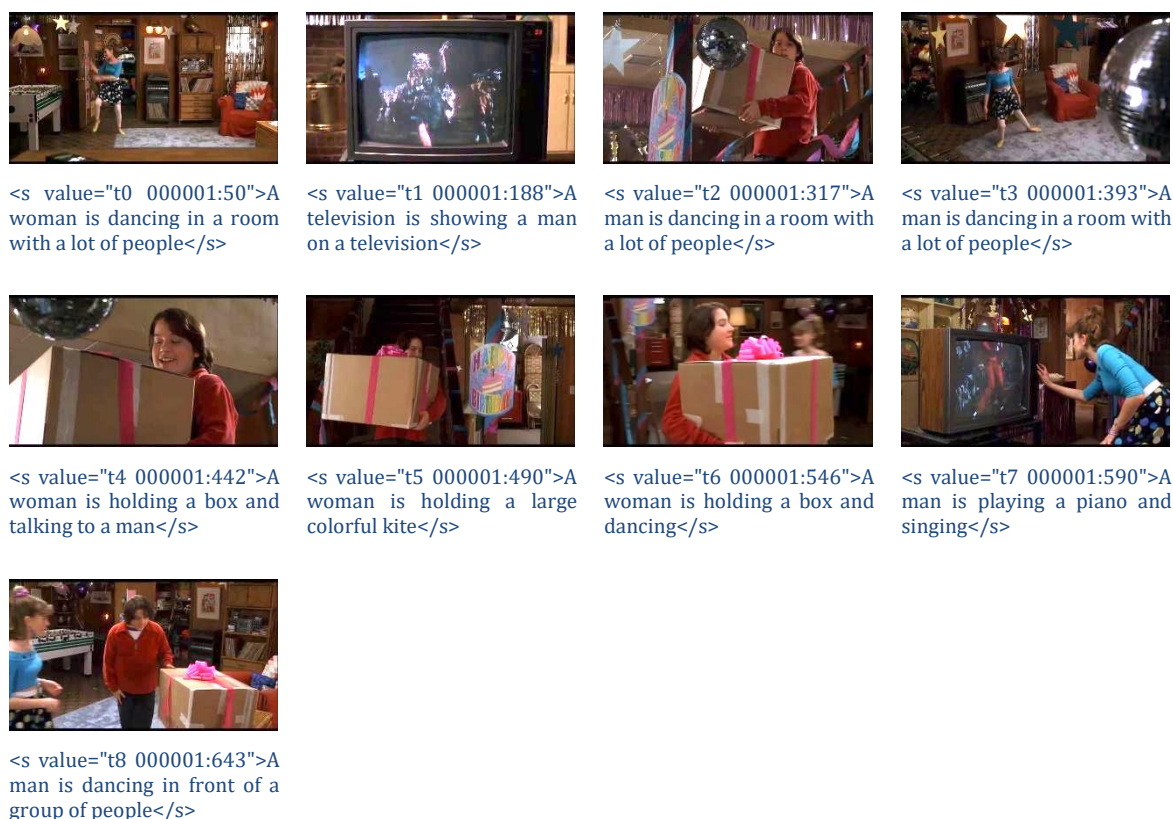 <s value="t0 000001:50">A
woman is dancing in a room
with a lot of people</s>
<s value="t1 000001:188">A
television is showing a man
on a television</s>
<s value="t2 000001:317">A
man is dancing in a room with
a lot of people</s>
<s value="t3 000001:393">A
man is dancing in a room with
a lot of people</s>
<s value="t4 000001:442">A
woman is holding a box and
talking to a man</s>
<s value="t5 000001:490">A
woman is holding a large
colorful kite</s>
<s value="t6 000001:546">A
woman is holding a box and
dancing</s>
<s value="t7 000001:590">A
man is playing a piano and
singing</s>
<s value="t8 000001:643">A
man is dancing in front of a
group of people</s>